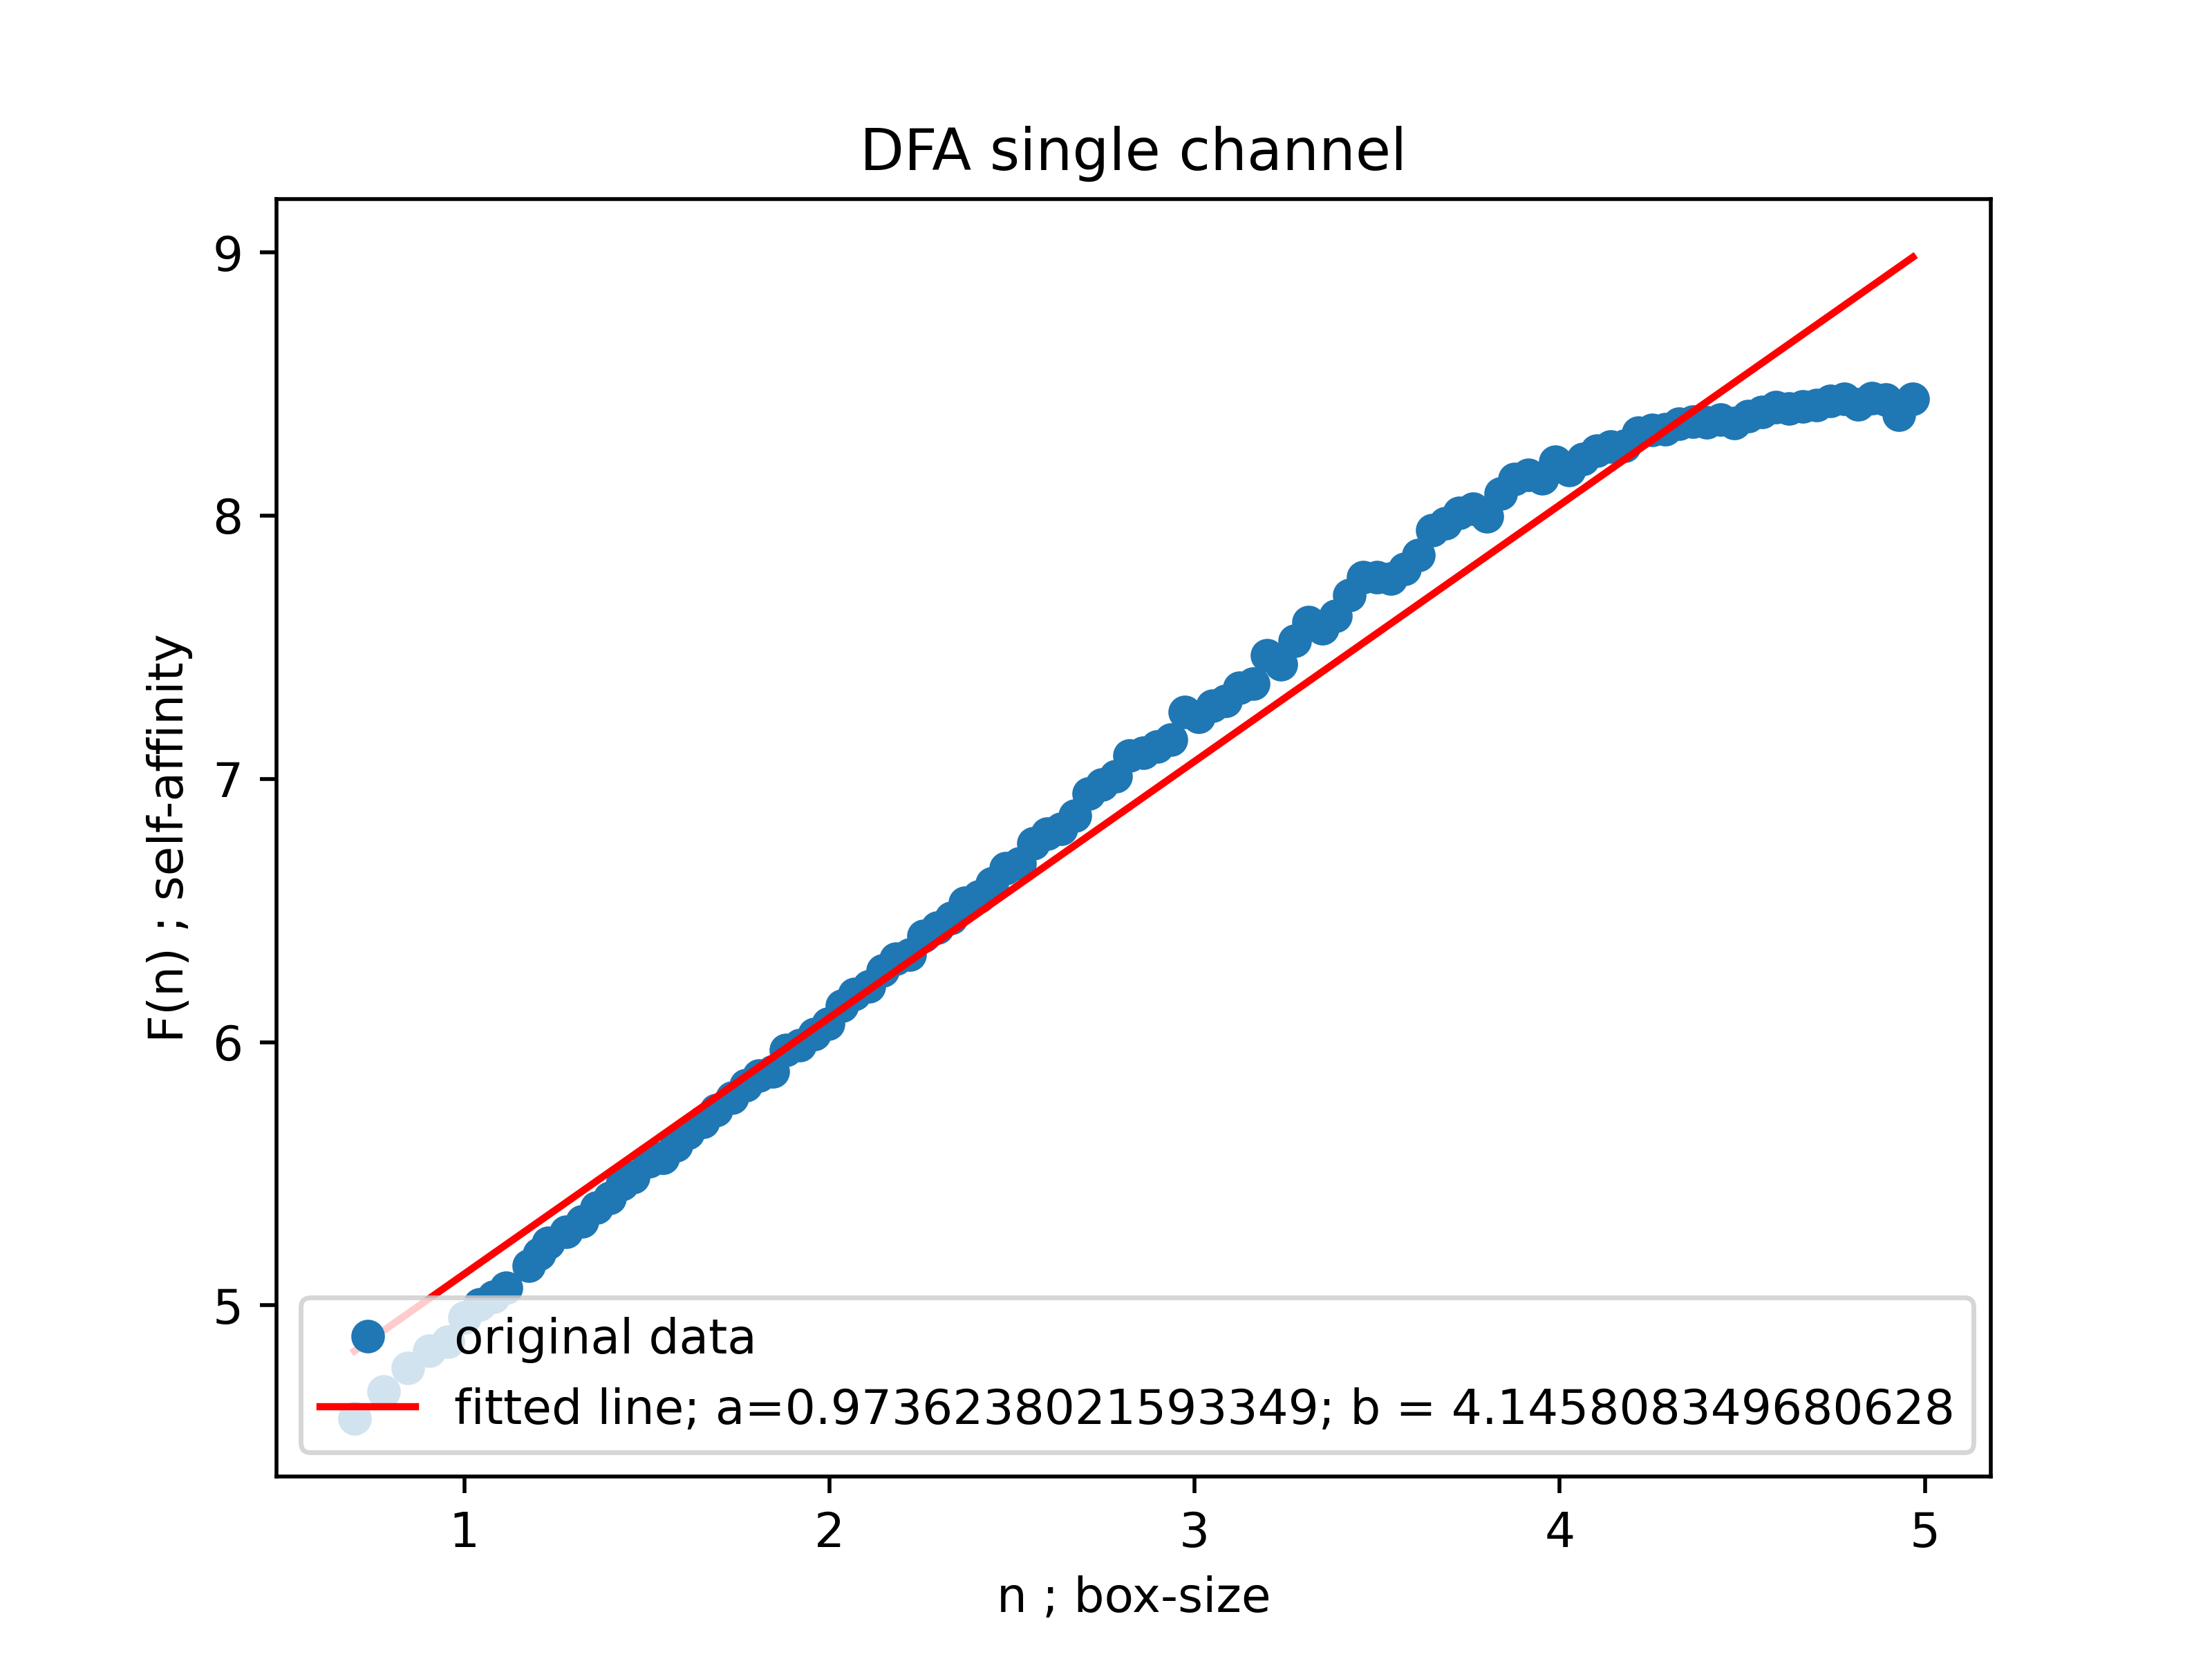 DFA single channel
9
8
7
6
5
F(n) ; self-affinity
original data
fitted line; a=0.9736238021593349; b = 4.145808349680628
1 2 3 4 5
n ; box-size